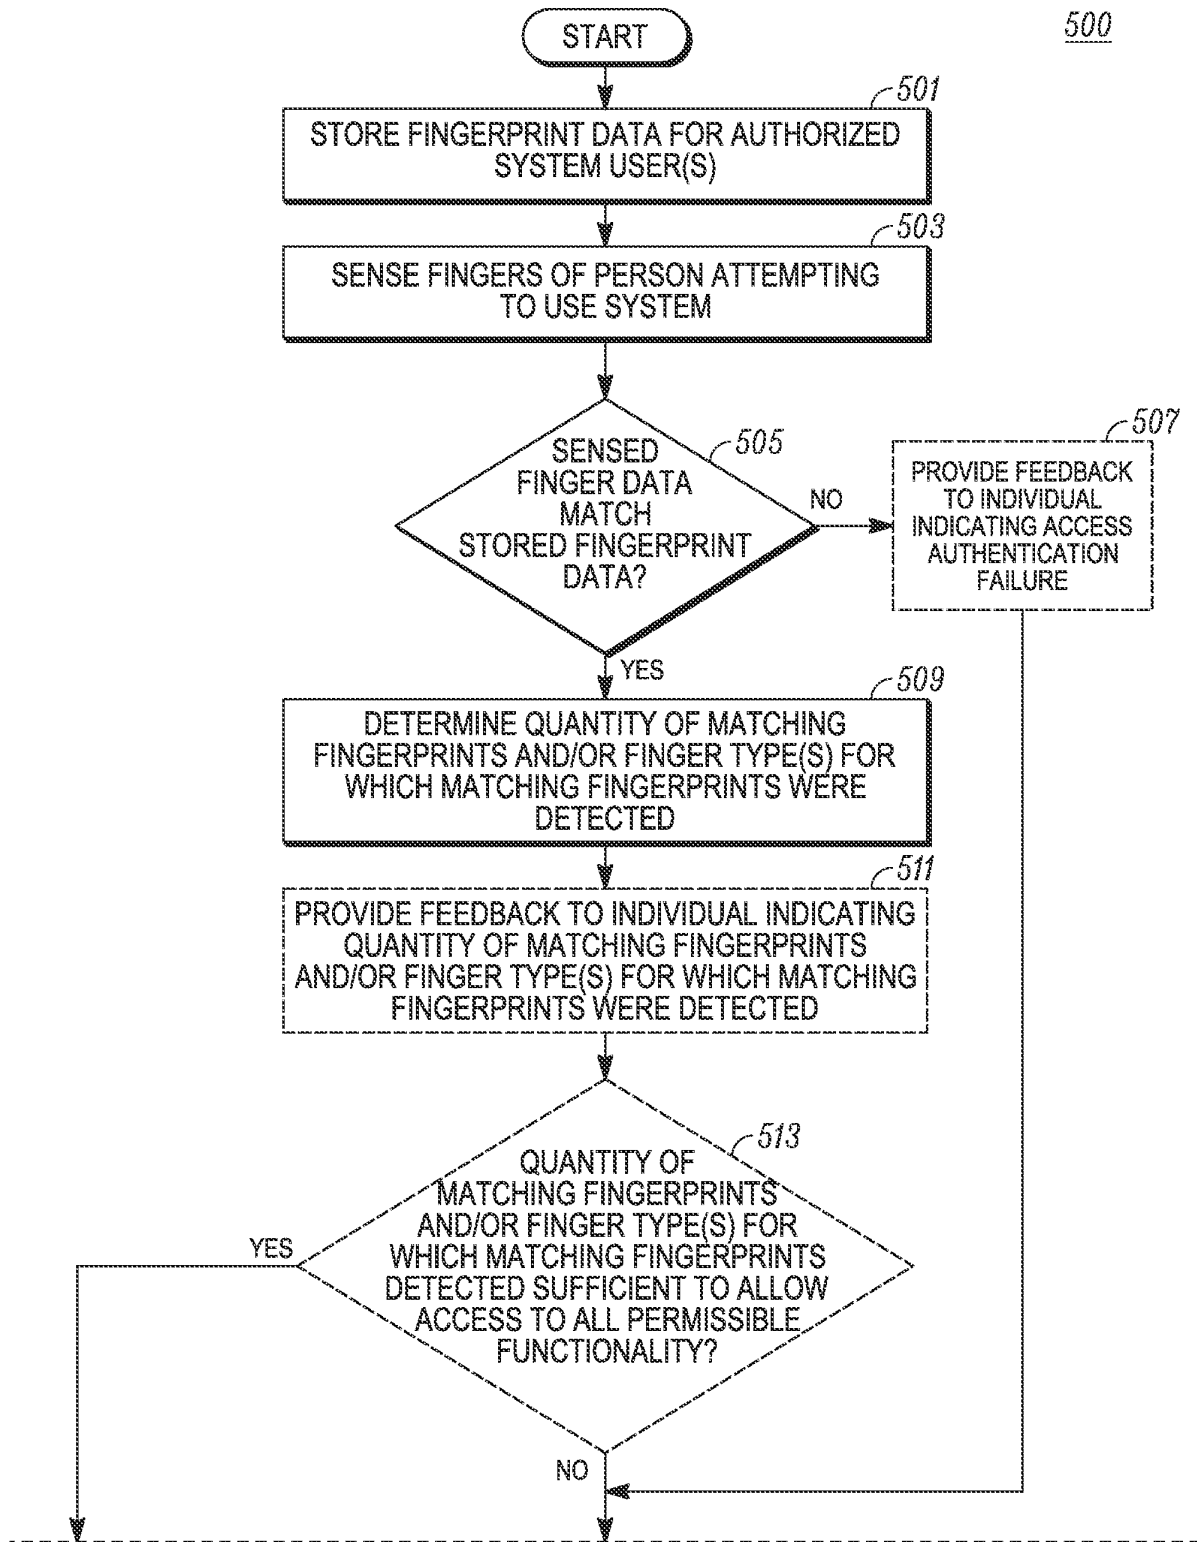 500
START
501
STORE FINGERPRINT DATA FOR AUTHORIZED
SYSTEM USER(S)
503
SENSE FINGERS OF PERSON ATTEMPTING
TO USE SYSTEM
505
SENSED
FINGER DATA
MATCH
STORED FINGERPRINT
DATA?
NO
507
PROVIDE FEEDBACK
TO INDIVIDUAL
INDICATING ACCESS
AUTHENTICATION
FAILURE
YES
509
DETERMINE QUANTITY OF MATCHING
FINGERPRINTS AND/OR FINGER TYPE(S) FOR
WHICH MATCHING FINGERPRINTS WERE
DETECTED
511
PROVIDE FEEDBACK TO INDIVIDUAL INDICATING
QUANTITY OF MATCHING FINGERPRINTS
AND/OR FINGER TYPE(S) FOR WHICH MATCHING
FINGERPRINTS WERE DETECTED
513
QUANTITY OF
MATCHING FINGERPRINTS
AND/OR FINGER TYPE(S) FOR
WHICH MATCHING FINGERPRINTS
DETECTED SUFFICIENT TO ALLOW
ACCESS TO ALL PERMISSIBLE
FUNCTIONALITY?
YES
NO